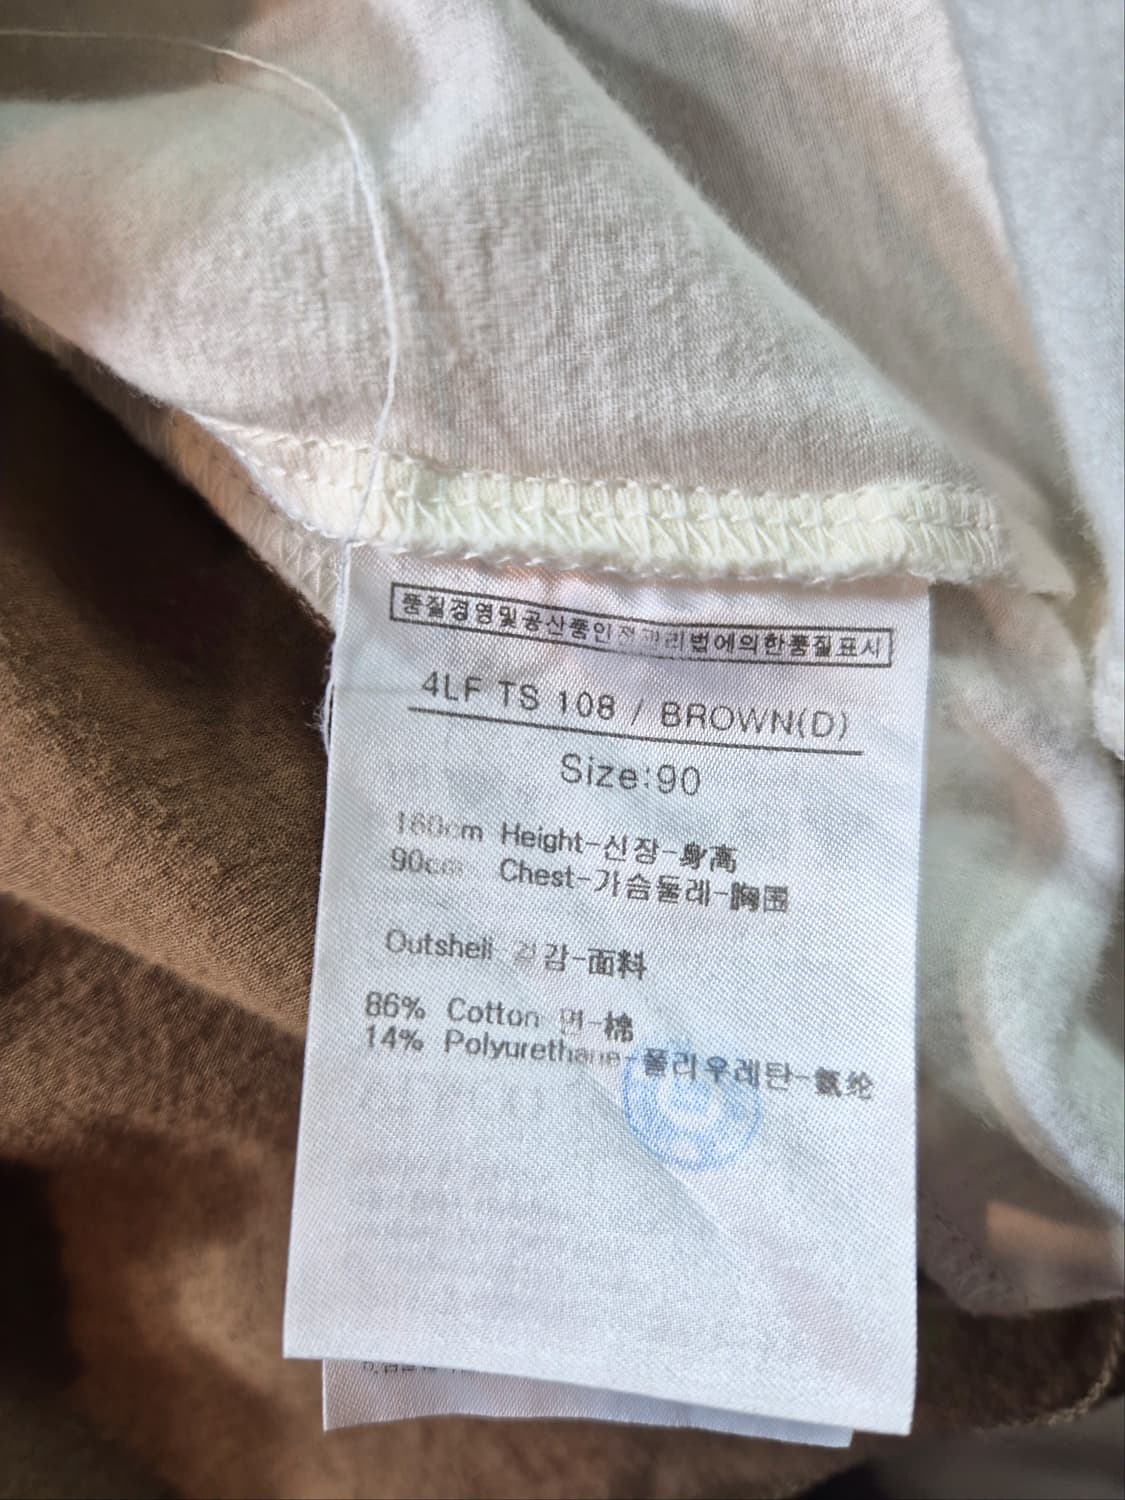 품질경영및공산품안전관리법에의한품질표시
4LF TS 108 / BROWN(D)
Size:90
160cm Height-신장-身高
90cm Chest-가슴둘레-胸围
Outshell 겉감-面料
86% Cotton 면-棉
14% Polyurethane-폴리우레탄-氨纶